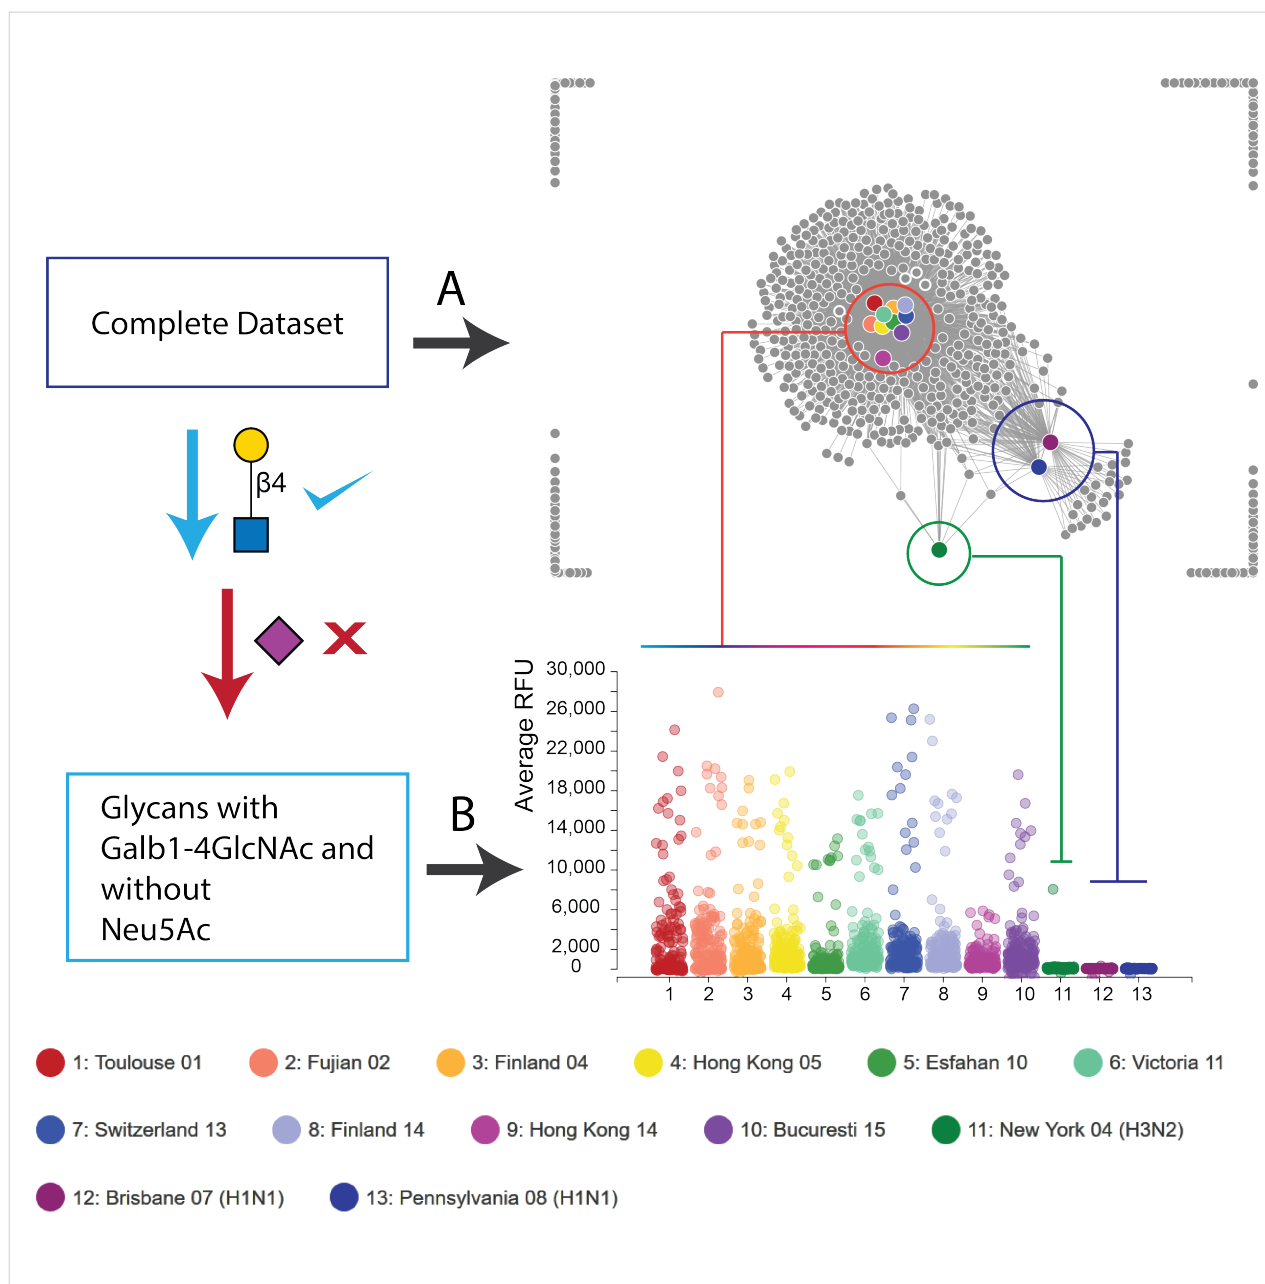 A
Complete Dataset
β4
Glycans with
Galb1-4GlcNAc and
without
Neu5Ac
B
Average RFU
30,000
26,000
22,000
18,000
14,000
10,000
6,000
2,000
0
1 2 3 4 5 6 7 8 9 10 11 12 13
1: Toulouse 01 2: Fujian 02 3: Finland 04 4: Hong Kong 05 5: Esfahan 10 6: Victoria 11
7: Switzerland 13 8: Finland 14 9: Hong Kong 14 10: Bucuresti 15 11: New York 04 (H3N2)
12: Brisbane 07 (H1N1) 13: Pennsylvania 08 (H1N1)